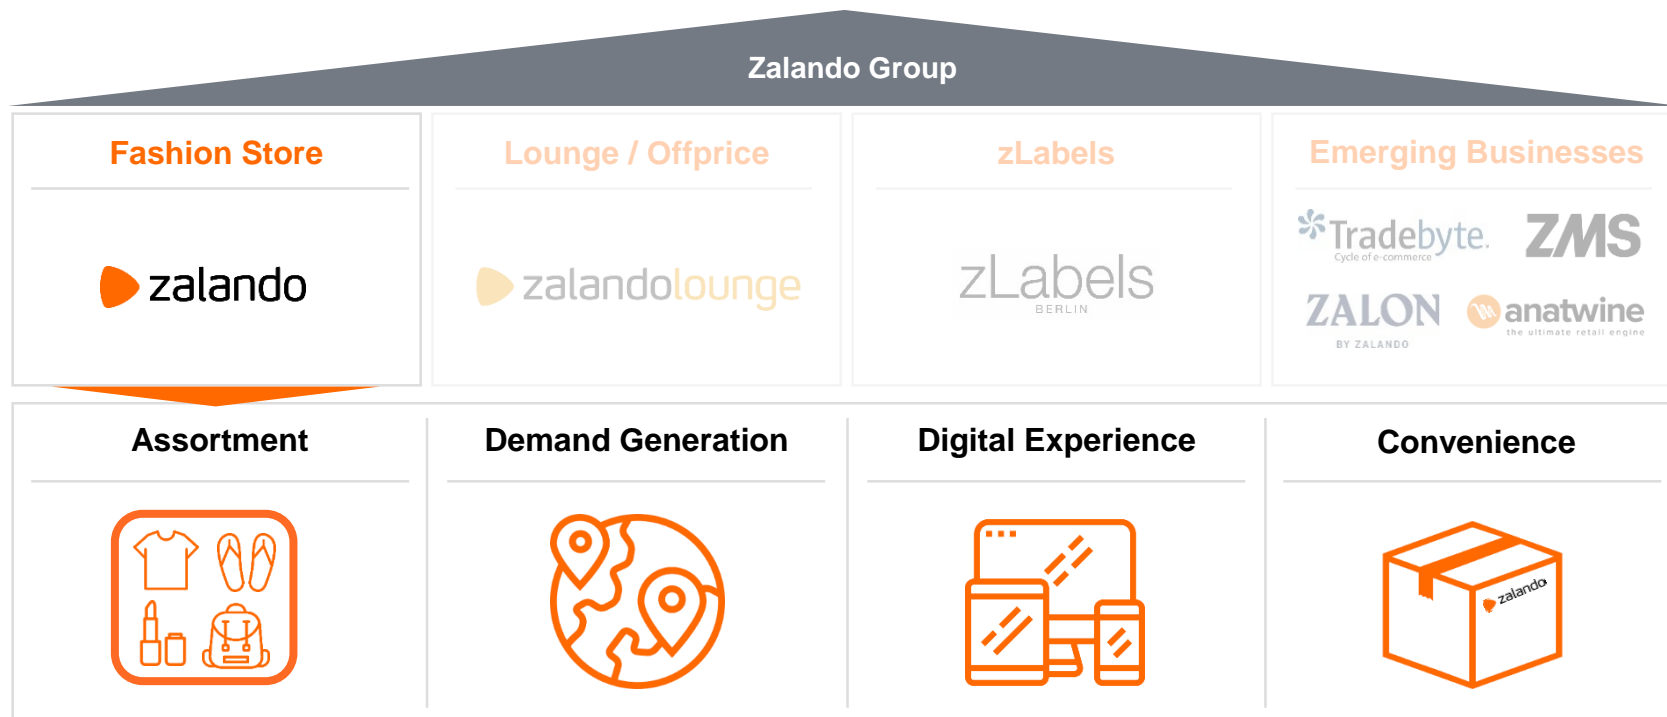 Zalando Group
Fashion Store
Lounge / Offprice
zLabels
Emerging Businesses
zalando
zalandolounge
zLabels
BERLIN
Tradebyte.
Cycle of e-commerce
ZMS
ZALON
BY ZALANDO
anatwine
the ultimate retail engine
Assortment
Demand Generation
Digital Experience
Convenience
zalando